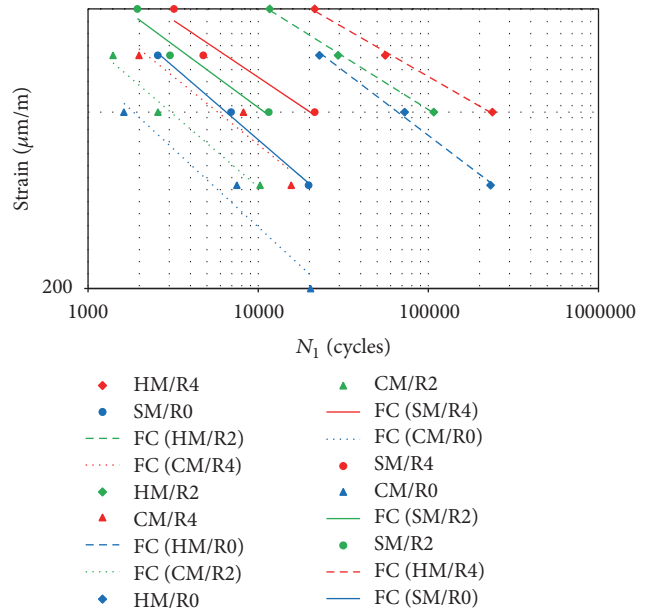 Strain (μm/m)
200
1000
10000
100000
1000000
N1 (cycles)
HM/R4
SM/R0
FC (HM/R2)
FC (CM/R4)
HM/R2
CM/R4
FC (HM/R0)
FC (CM/R2)
HM/R0
CM/R2
FC (SM/R4)
FC (CM/R0)
SM/R4
CM/R0
FC (SM/R2)
SM/R2
FC (HM/R4)
FC (SM/R0)